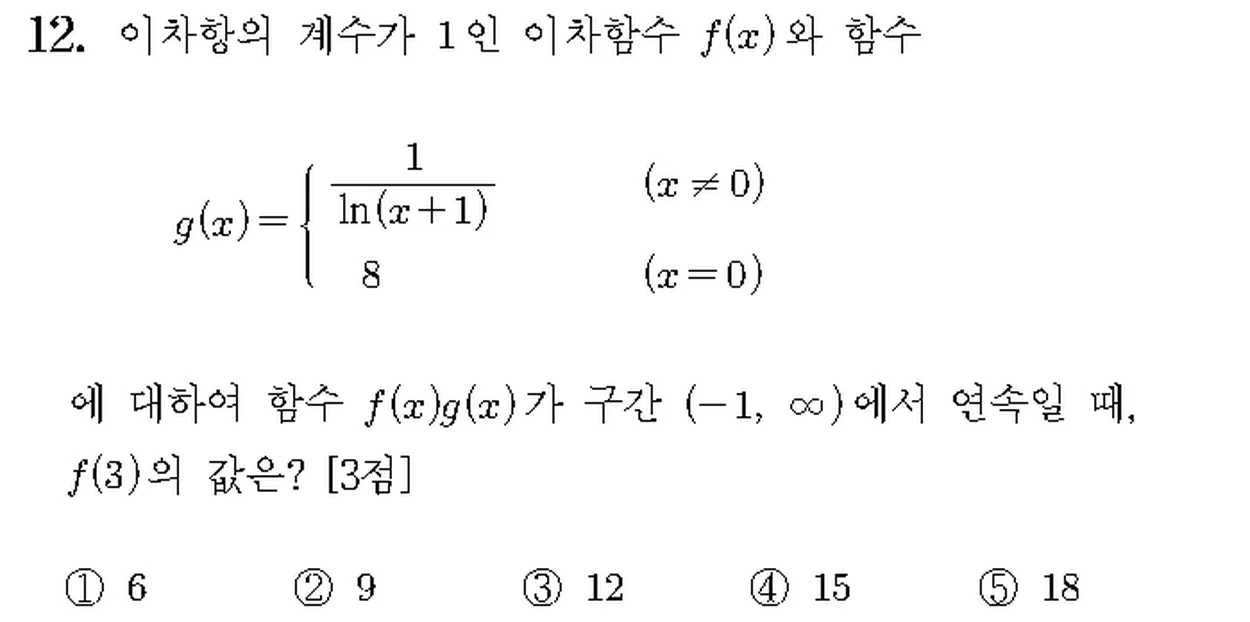 12. 이차항의 계수가 1인 이차함수 f(x)와 함수
g(x) = { 1/ln(x+1) (x≠0)
8 (x=0)
에 대하여 함수 f(x)g(x)가 구간 (-1, ∞)에서 연속일 때,
f(3)의 값은? [3점]
① 6 ② 9 ③ 12 ④ 15 ⑤ 18